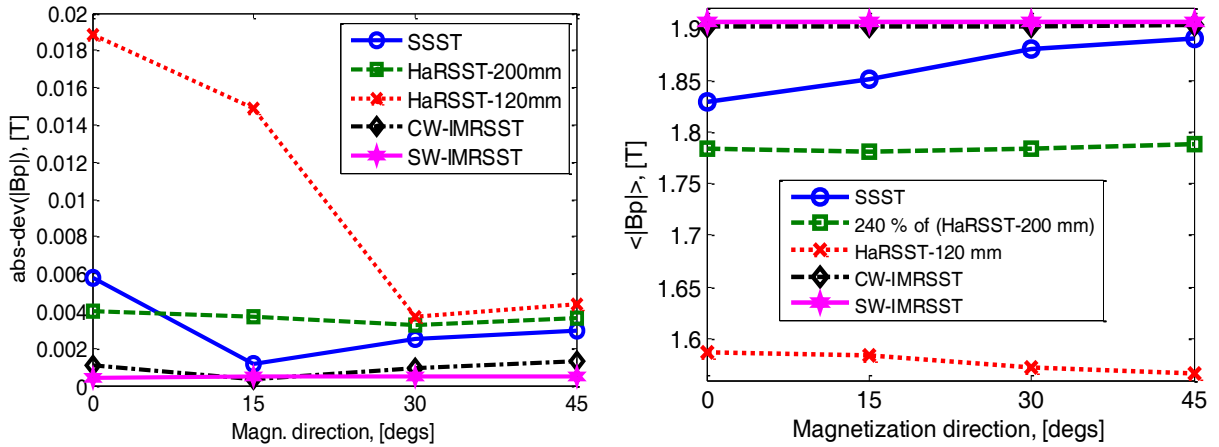 abs-dev(|Bp|), [T]
0.02
0.018
0.016
0.014
0.012
0.01
0.008
0.006
0.004
0.002
0
0
15
30
45
Magn. direction, [degs]
SSST
HaRSST-200mm
HaRSST-120mm
CW-IMRSST
SW-IMRSST
<|Bp|>, [T]
1.9
1.85
1.8
1.75
1.7
1.65
1.6
0
15
30
45
Magnetization direction, [degs]
SSST
240 % of (HaRSST-200 mm)
HaRSST-120 mm
CW-IMRSST
SW-IMRSST